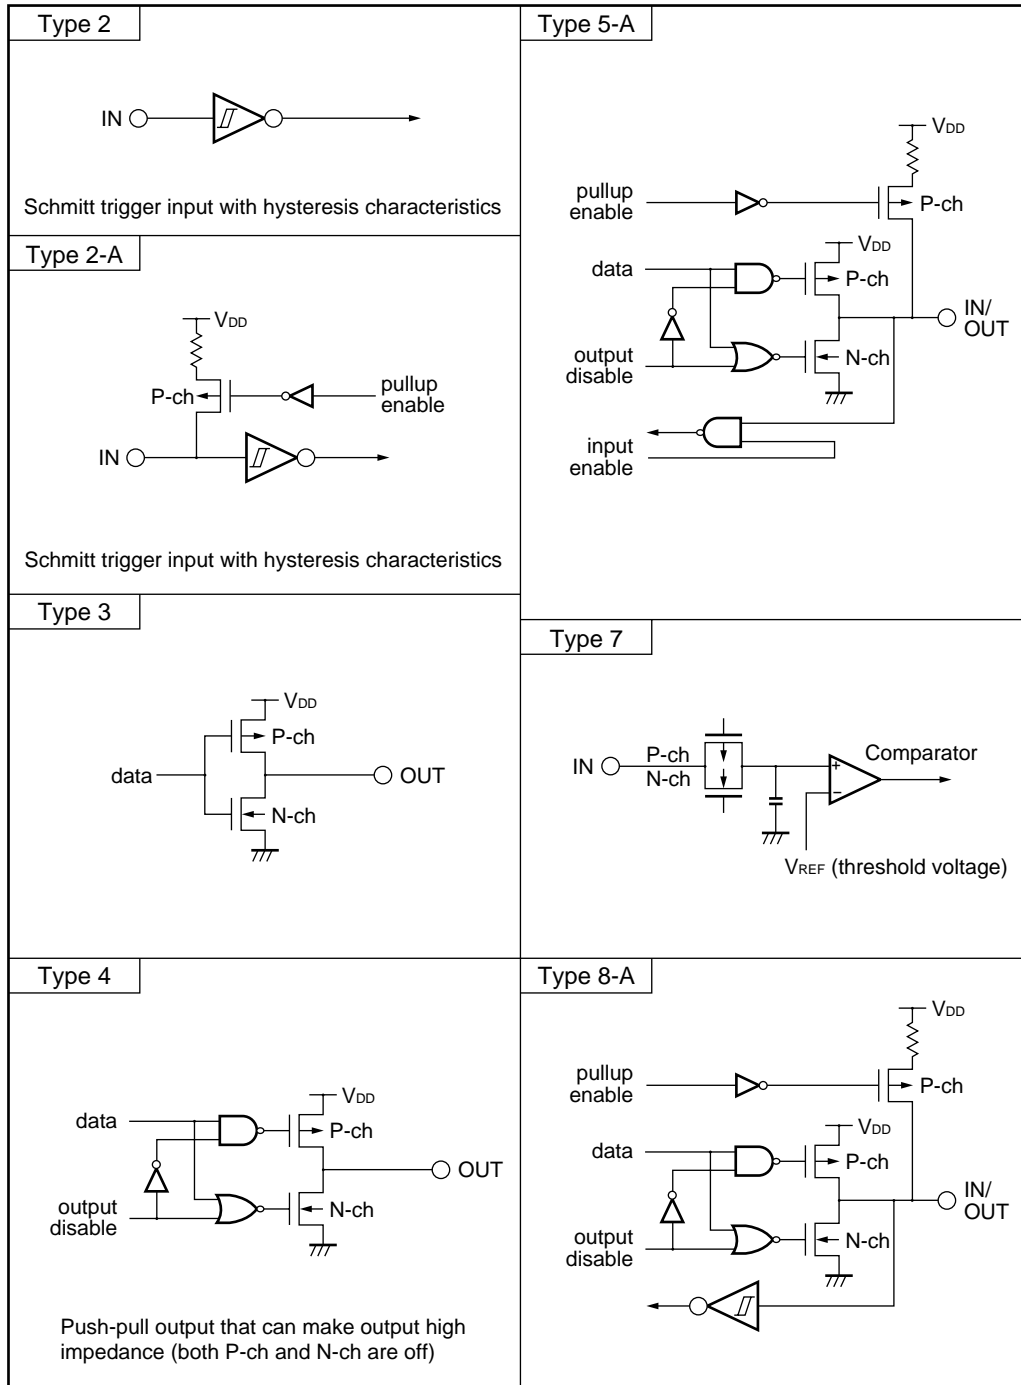 Type 2
IN
Schmitt trigger input with hysteresis characteristics
Type 2-A
VDD
P-ch
pullup
enable
IN
Schmitt trigger input with hysteresis characteristics
Type 3
VDD
P-ch
data
OUT
N-ch
Type 4
VDD
data
P-ch
OUT
output
disable
N-ch
Push-pull output that can make output high
impedance (both P-ch and N-ch are off)
Type 5-A
VDD
pullup
enable
P-ch
VDD
data
P-ch
IN/
OUT
output
disable
N-ch
input
enable
Type 7
P-ch
IN
N-ch
Comparator
+
−
VREF (threshold voltage)
Type 8-A
VDD
pullup
enable
P-ch
VDD
data
P-ch
IN/
OUT
output
disable
N-ch